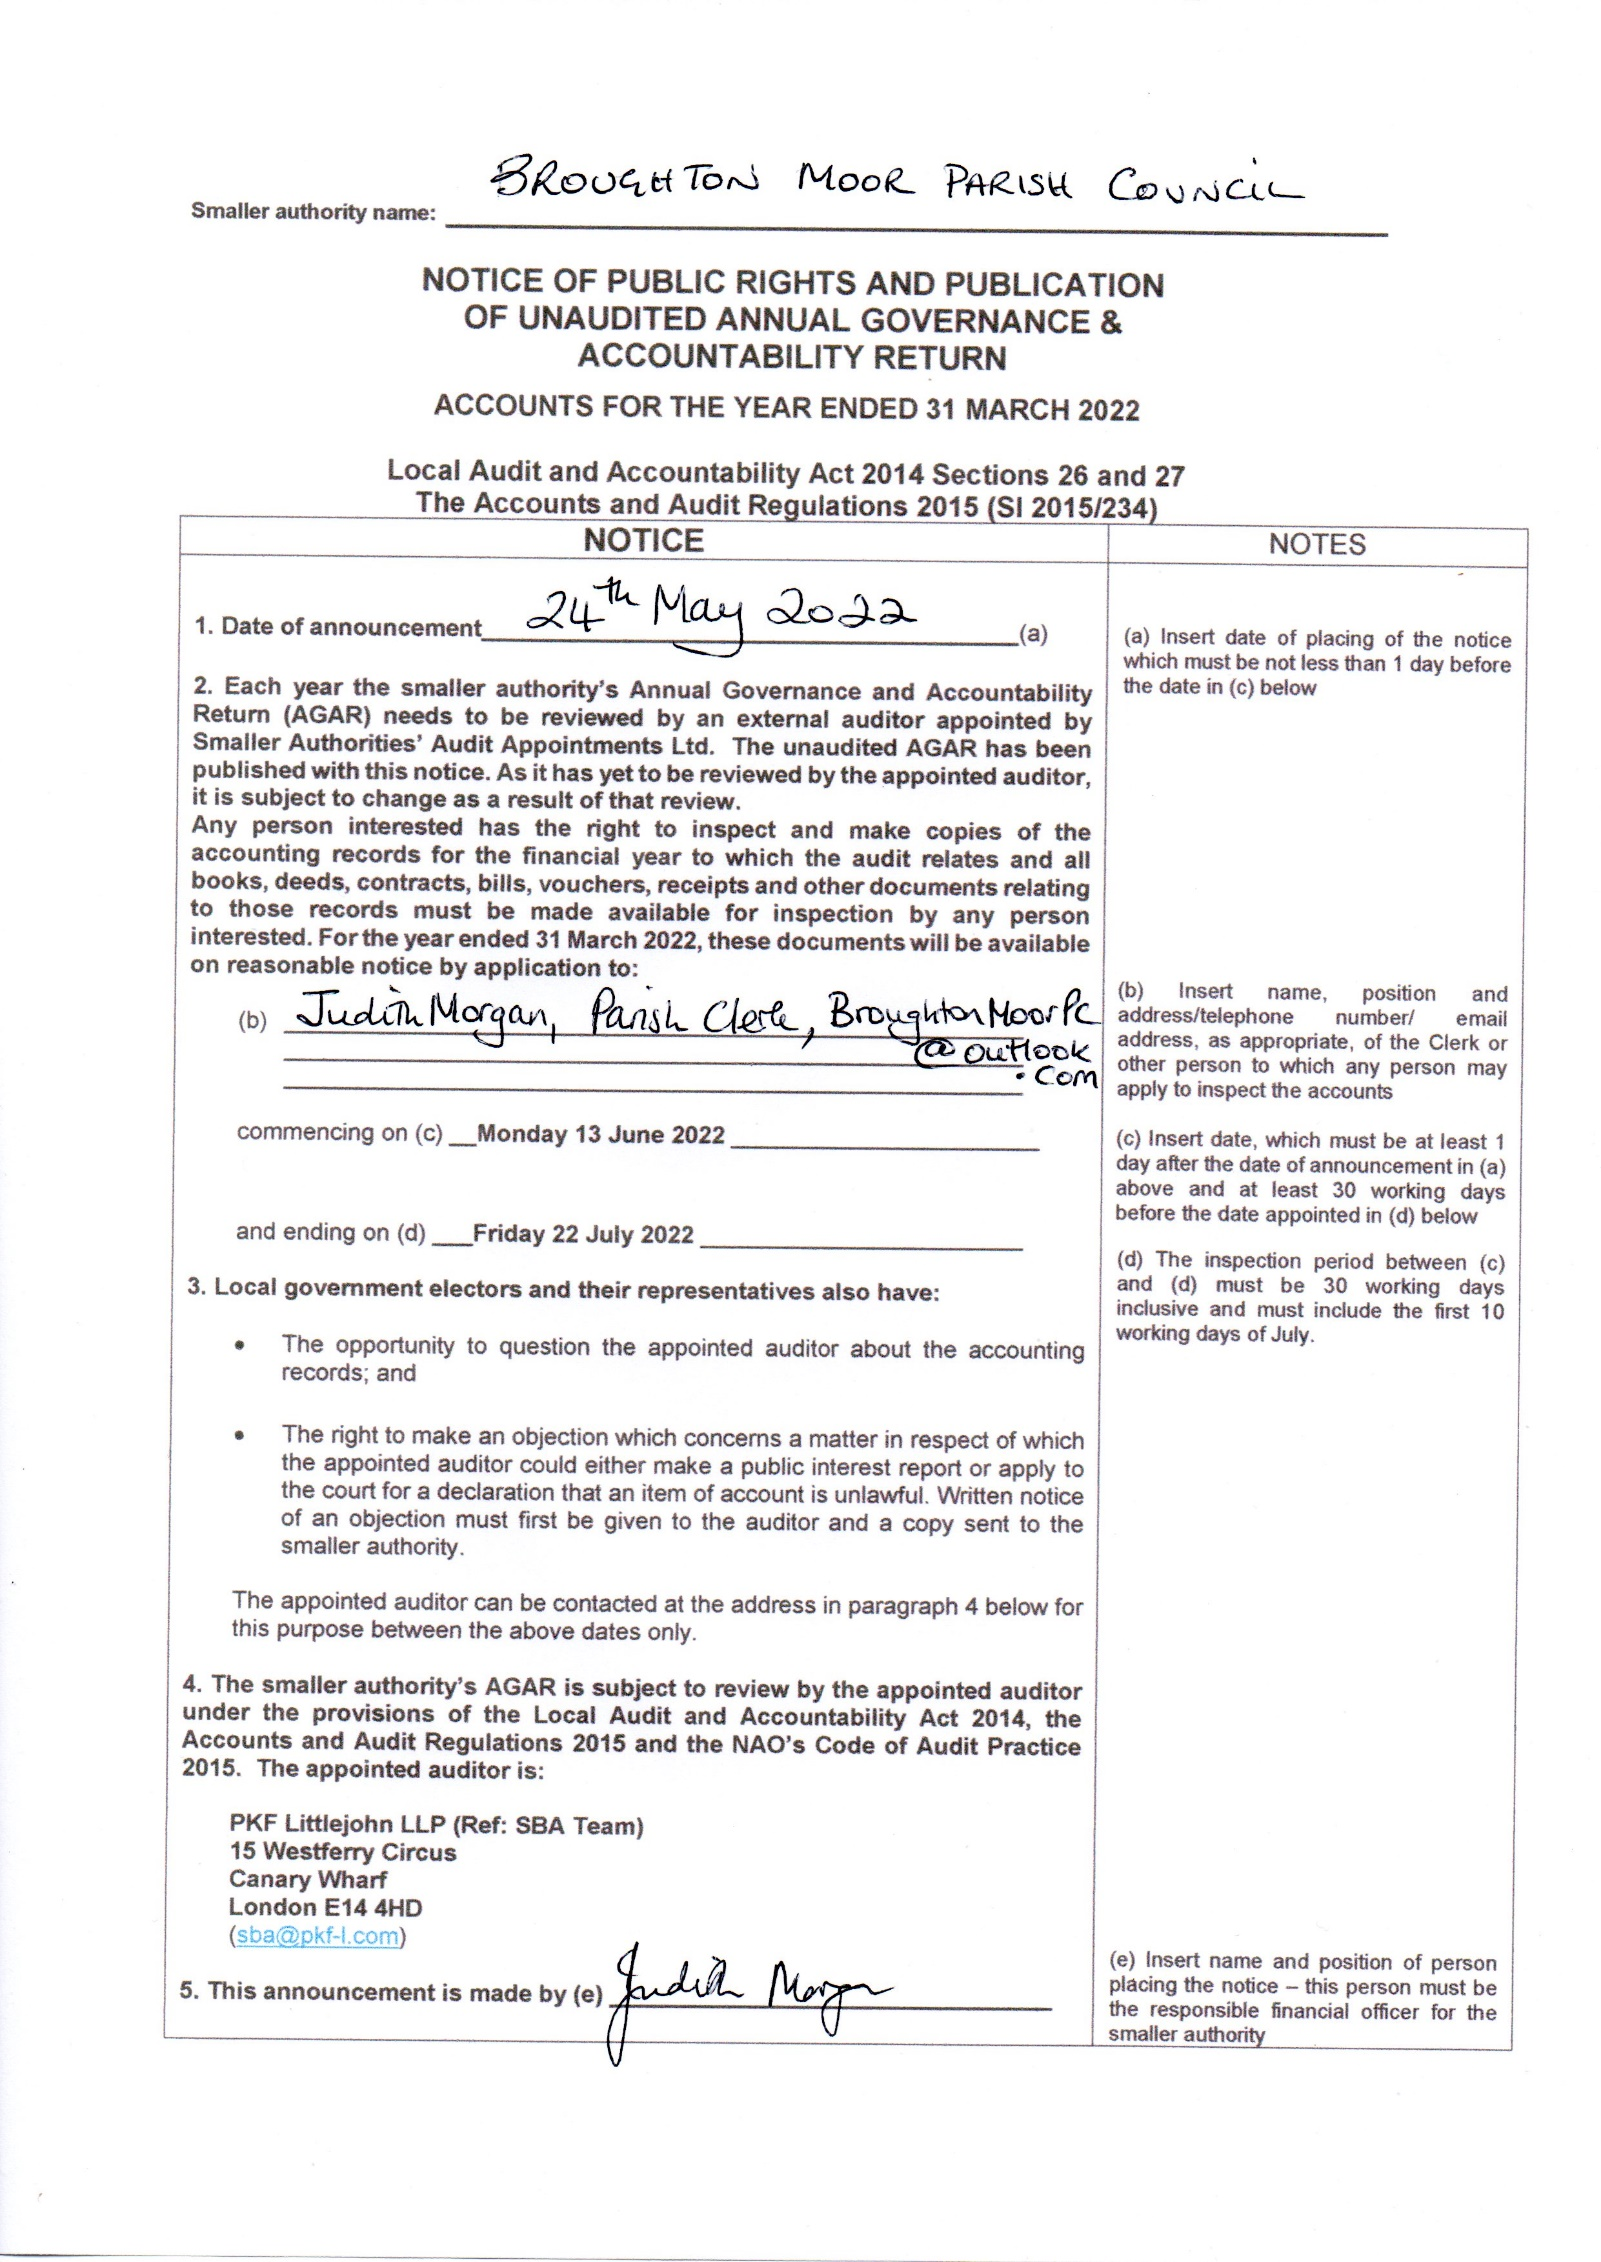 BROUGHTON MOOR PARISH COUNCIL
Smaller authority name:
NOTICE OF PUBLIC RIGHTS AND PUBLICATION
OF UNAUDITED ANNUAL GOVERNANCE &
ACCOUNTABILITY RETURN
ACCOUNTS FOR THE YEAR ENDED 31 MARCH 2022
Local Audit and Accountability Act 2014 Sections 26 and 27
The Accounts and Audit Regulations 2015 (SI 2015/234)
NOTICE
1. Date of announcement 24th May 2022 (a)
2. Each year the smaller authority's Annual Governance and Accountability
Return (AGAR) needs to be reviewed by an external auditor appointed by
Smaller Authorities' Audit Appointments Ltd. The unaudited AGAR has been
published with this notice. As it has yet to be reviewed by the appointed auditor,
it is subject to change as a result of that review.
Any person interested has the right to inspect and make copies of the
accounting records for the financial year to which the audit relates and all
books, deeds, contracts, bills, vouchers, receipts and other documents relating
to those records must be made available for inspection by any person
interested. For the year ended 31 March 2022, these documents will be available
on reasonable notice by application to:
(b) Judith Morgan, Parish Clerk, BroughtonMoorPc
@outlook
.com
commencing on (c) __Monday 13 June 2022
and ending on (d) ___Friday 22 July 2022
3. Local government electors and their representatives also have:
• The opportunity to question the appointed auditor about the accounting
records; and
• The right to make an objection which concerns a matter in respect of which
the appointed auditor could either make a public interest report or apply to
the court for a declaration that an item of account is unlawful. Written notice
of an objection must first be given to the auditor and a copy sent to the
smaller authority.
The appointed auditor can be contacted at the address in paragraph 4 below for
this purpose between the above dates only.
4. The smaller authority's AGAR is subject to review by the appointed auditor
under the provisions of the Local Audit and Accountability Act 2014, the
Accounts and Audit Regulations 2015 and the NAO's Code of Audit Practice
2015. The appointed auditor is:
PKF Littlejohn LLP (Ref: SBA Team)
15 Westferry Circus
Canary Wharf
London E14 4HD
(sba@pkf-l.com)
5. This announcement is made by (e) Judith Morgan
NOTES
(a) Insert date of placing of the notice
which must be not less than 1 day before
the date in (c) below
(b) Insert name, position and
address/telephone number/ email
address, as appropriate, of the Clerk or
other person to which any person may
apply to inspect the accounts
(c) Insert date, which must be at least 1
day after the date of announcement in (a)
above and at least 30 working days
before the date appointed in (d) below
(d) The inspection period between (c)
and (d) must be 30 working days
inclusive and must include the first 10
working days of July.
(e) Insert name and position of person
placing the notice – this person must be
the responsible financial officer for the
smaller authority